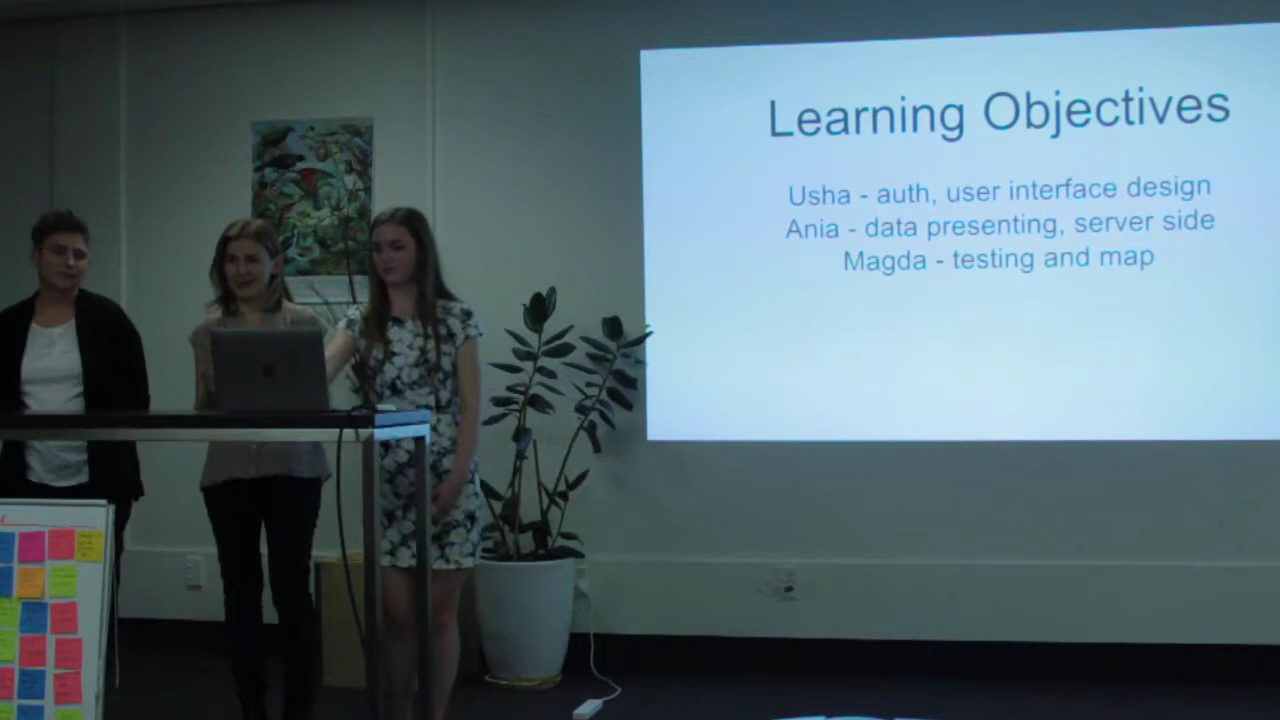 Learning Objectives
Usha - auth, user interface design
Ania - data presenting, server side
Magda - testing and map